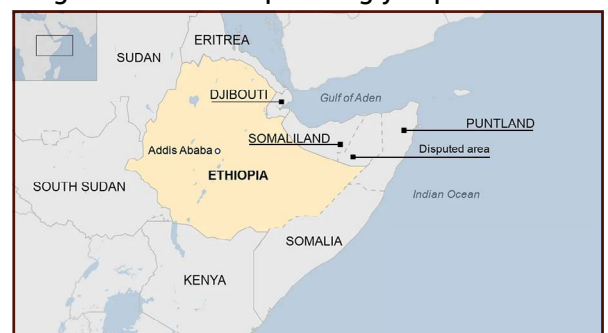 ERITREA
SUDAN
DJIBOUTI
Gulf of Aden
PUNTLAND
SOMALILAND
Disputed area
Addis Ababa
ETHIOPIA
SOUTH SUDAN
Indian Ocean
SOMALIA
KENYA